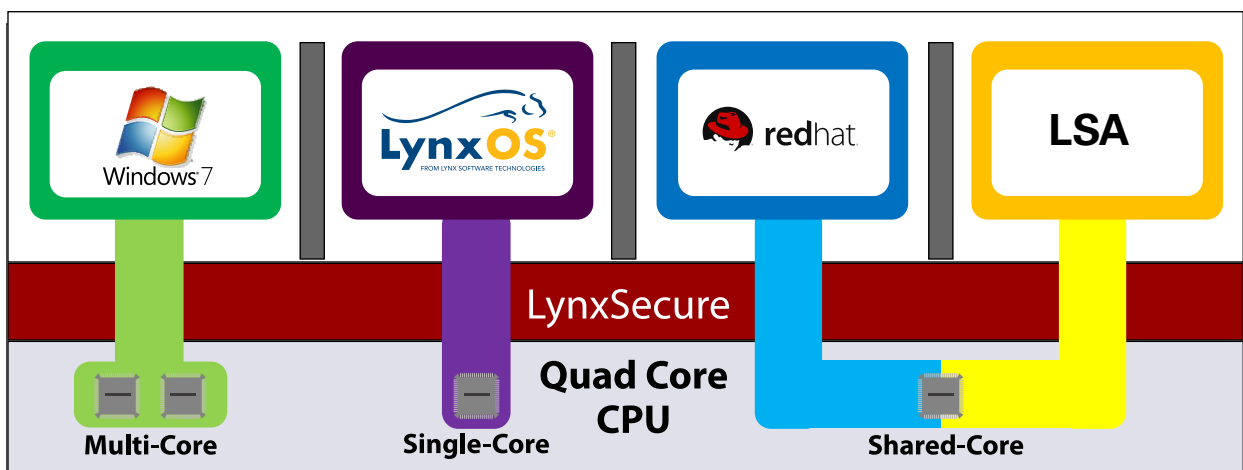 Windows 7
LynxOS®
FROM LYNX SOFTWARE TECHNOLOGIES
redhat.
LSA
LynxSecure
Quad Core
CPU
Multi-Core
Single-Core
Shared-Core